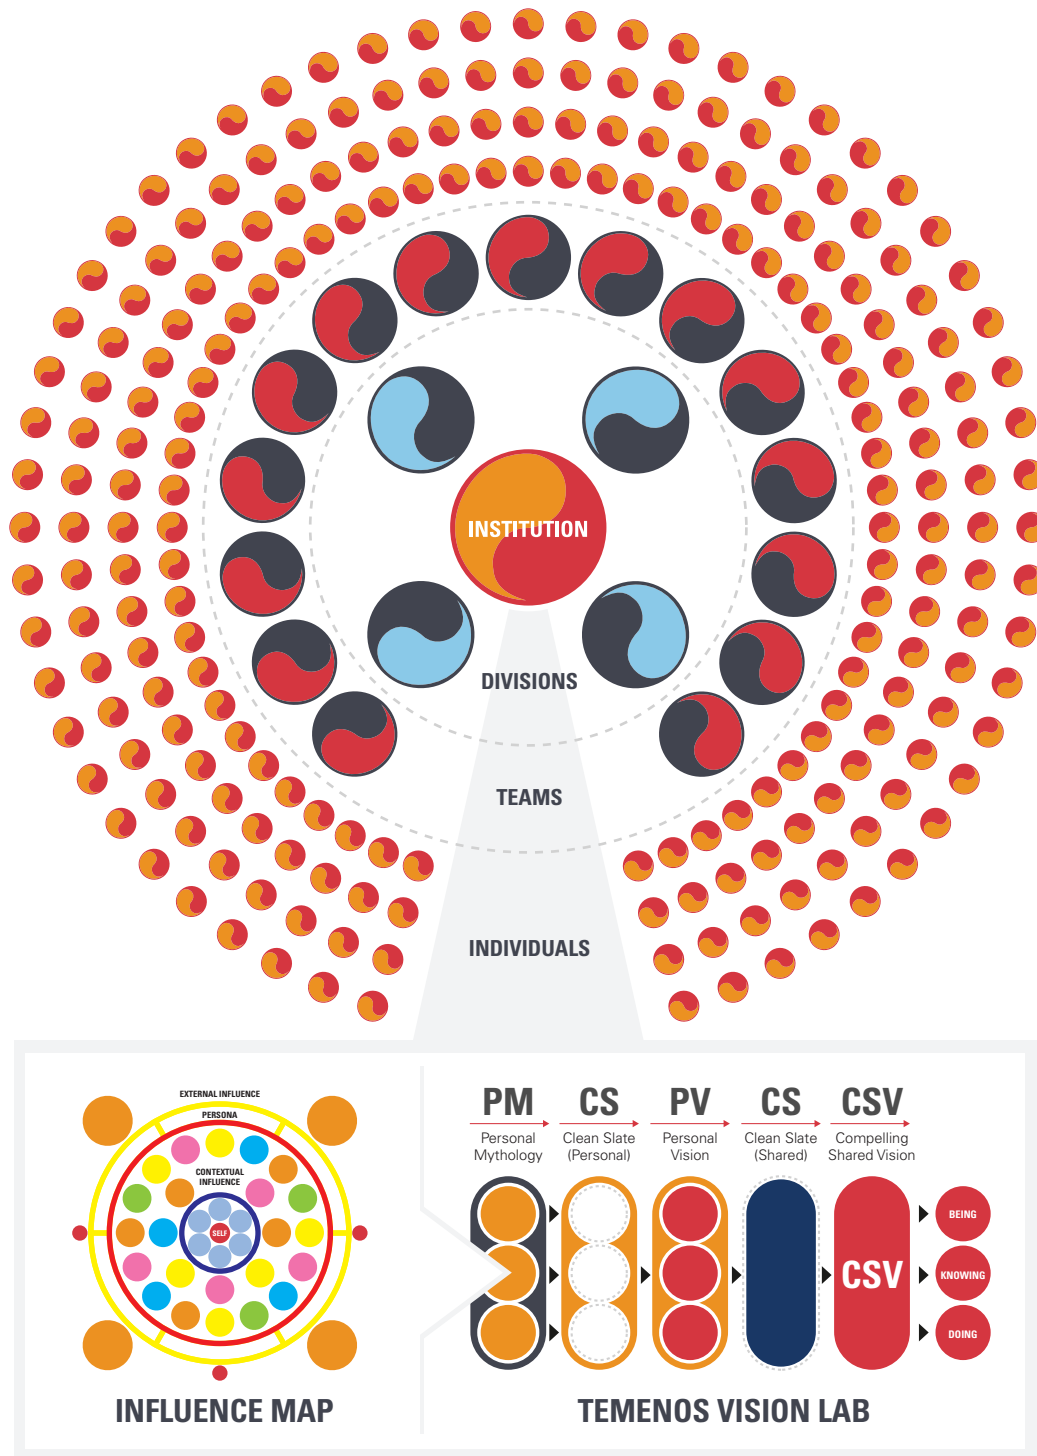 INSTITUTION
DIVISIONS
TEAMS
INDIVIDUALS
EXTERNAL INFLUENCE
PERSONA
CONTEXTUAL
INFLUENCE
SELF
INFLUENCE MAP
PM
CS
PV
CS
CSV
Personal
Mythology
Clean Slate
(Personal)
Personal
Vision
Clean Slate
(Shared)
Compelling
Shared Vision
CSV
BEING
KNOWING
DOING
TEMENOS VISION LAB